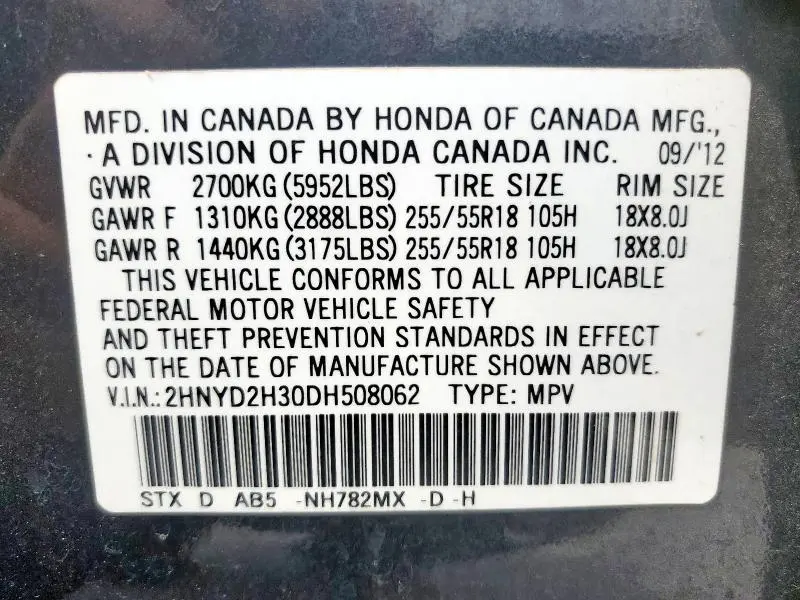 MFD. IN CANADA BY HONDA OF CANADA MFG.,
· A DIVISION OF HONDA CANADA INC. 09/'12
GVWR 2700KG (5952LBS) TIRE SIZE RIM SIZE
GAWR F 1310KG (2888LBS) 255/55R18 105H 18X8.0J
GAWR R 1440KG (3175LBS) 255/55R18 105H 18X8.0J
THIS VEHICLE CONFORMS TO ALL APPLICABLE
FEDERAL MOTOR VEHICLE SAFETY
AND THEFT PREVENTION STANDARDS IN EFFECT
ON THE DATE OF MANUFACTURE SHOWN ABOVE.
V.I.N.: 2HNYD2H30DH508062 TYPE: MPV
STX D AB5 -NH782MX -D -H